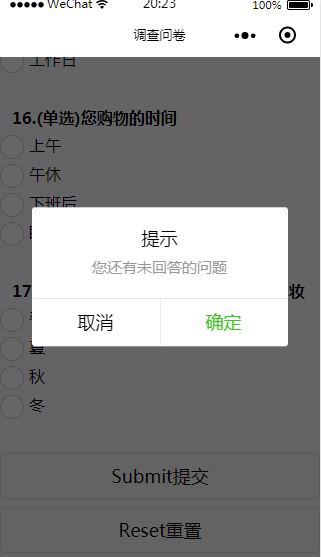 WeChat 20:23 100%
调查问卷
工作日
16.(单选)您购物的时间
上午
午休
下班后
提示
您还有未回答的问题
17 妆
取消 确定
夏
秋
冬
Submit提交
Reset重置